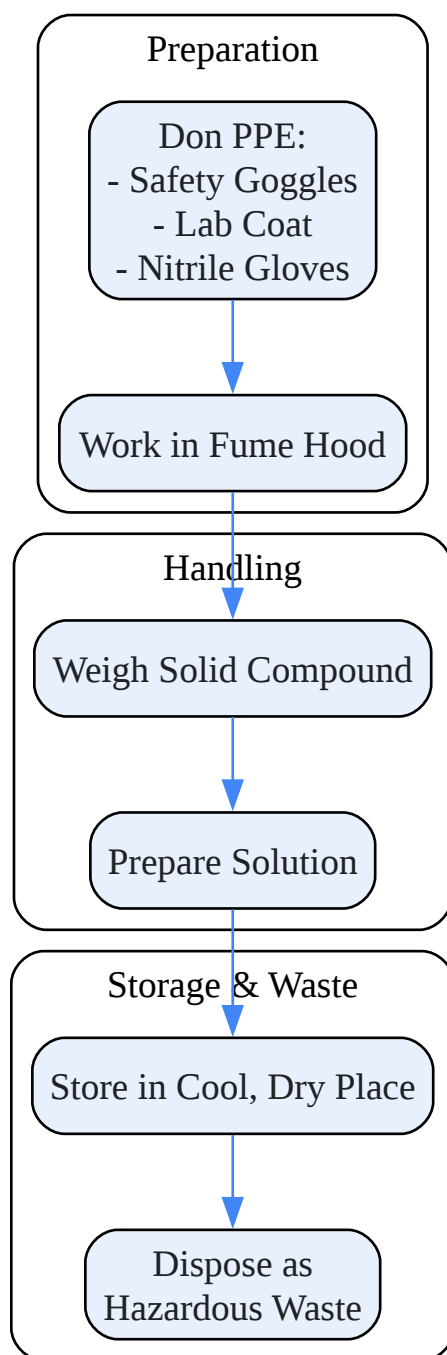 Preparation
Don PPE:
- Safety Goggles
- Lab Coat
- Nitrile Gloves
Work in Fume Hood
Handling
Weigh Solid Compound
Prepare Solution
Storage & Waste
Store in Cool, Dry Place
Dispose as
Hazardous Waste